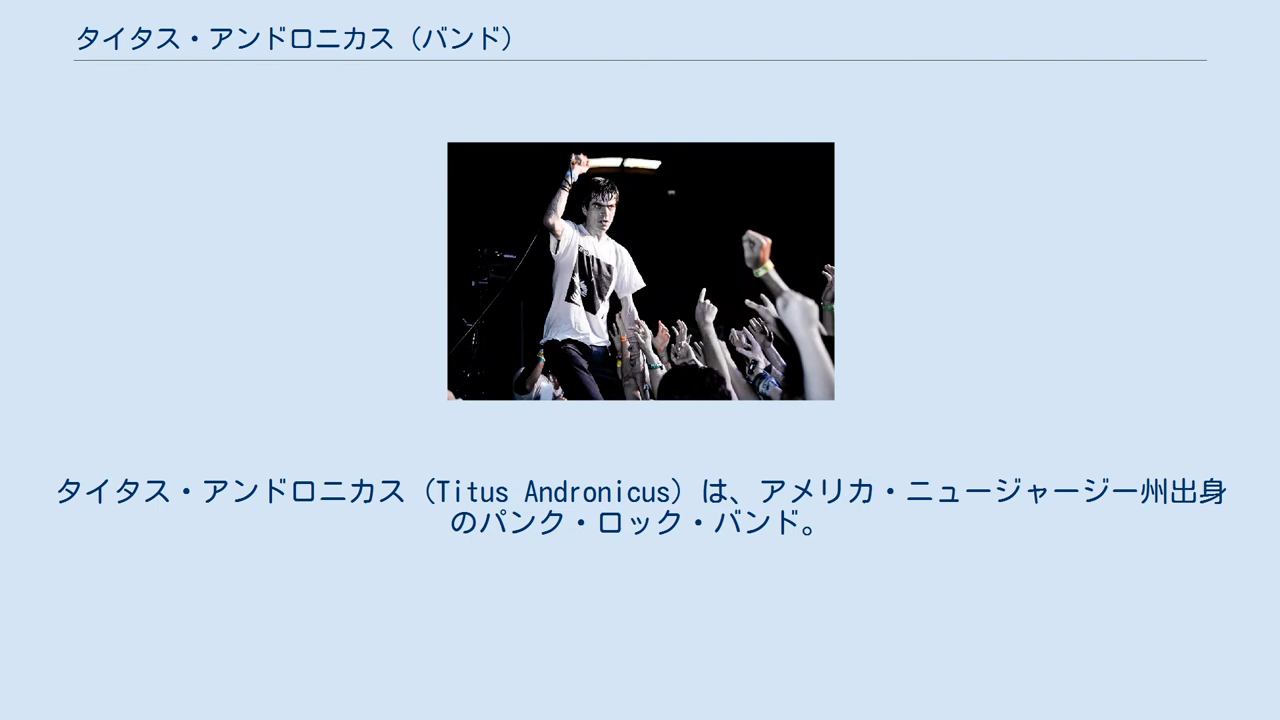 タイタス・アンドロニカス（バンド）
タイタス・アンドロニカス（Titus Andronicus）は、アメリカ・ニュージャージー州出身
のパンク・ロック・バンド。